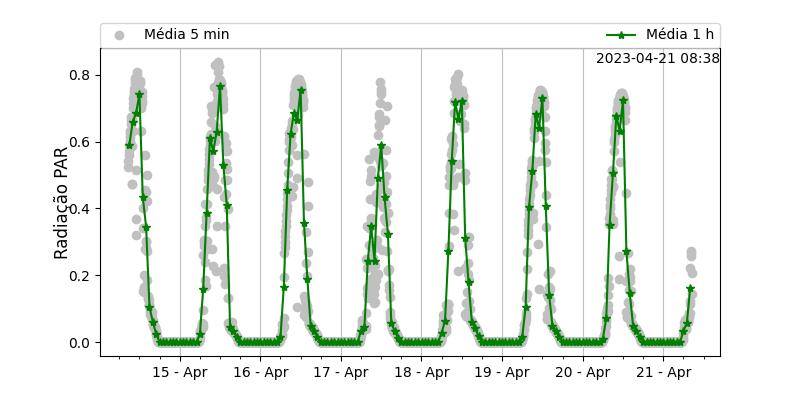 Média 5 min
Média 1 h
2023-04-21 08:38
Radiação PAR
0.8
0.6
0.4
0.2
0.0
15 - Apr
16 - Apr
17 - Apr
18 - Apr
19 - Apr
20 - Apr
21 - Apr